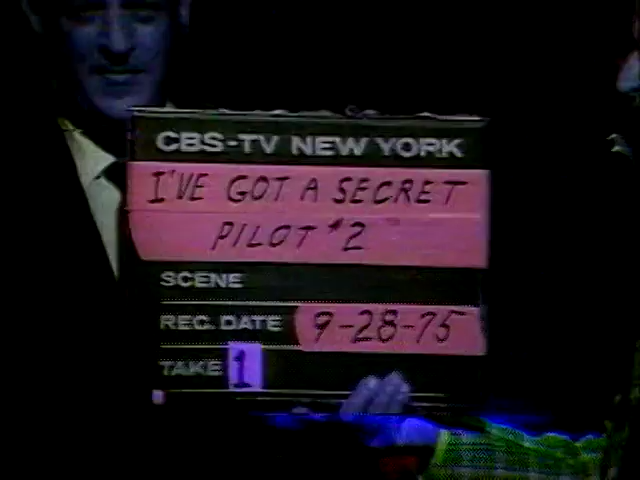 CBS-TV NEW YORK
I'VE GOT A SECRET
PILOT #2
SCENE
REC. DATE 9-28-75
TAKE 1